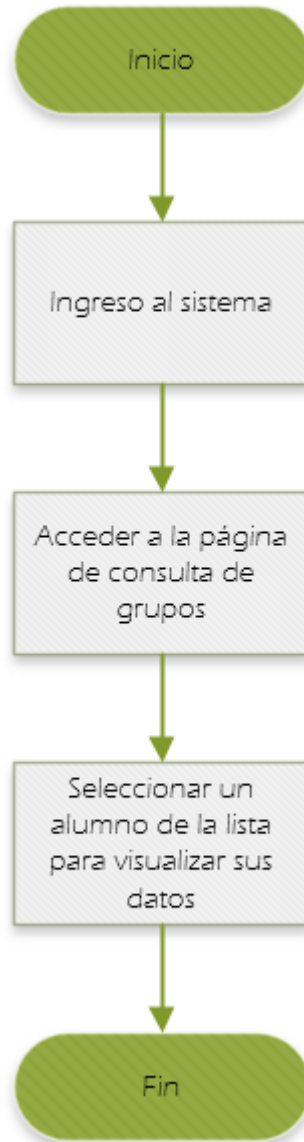 Inicio
Ingreso al sistema
Acceder a la página
de consulta de
grupos
Seleccionar un
alumno de la lista
para visualizar sus
datos
Fin